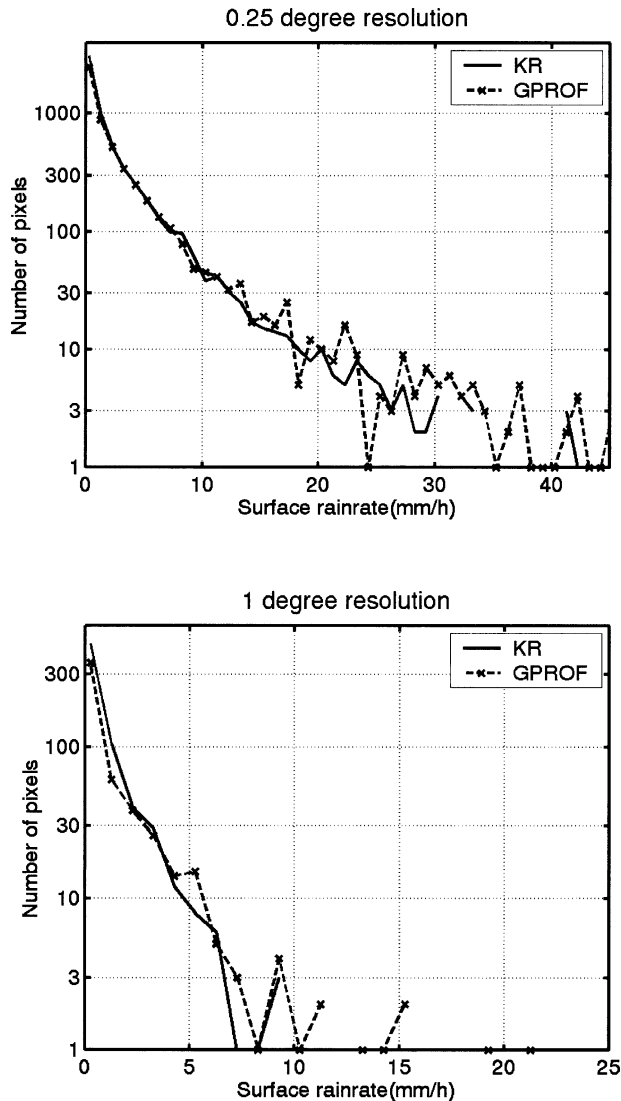 0.25 degree resolution
KR
GPROF
1000
300
100
30
10
3
1
Number of pixels
0
10
20
30
40
Surface rainrate(mm/h)
1 degree resolution
KR
GPROF
300
100
30
10
3
1
Number of pixels
0
5
10
15
20
25
Surface rainrate(mm/h)